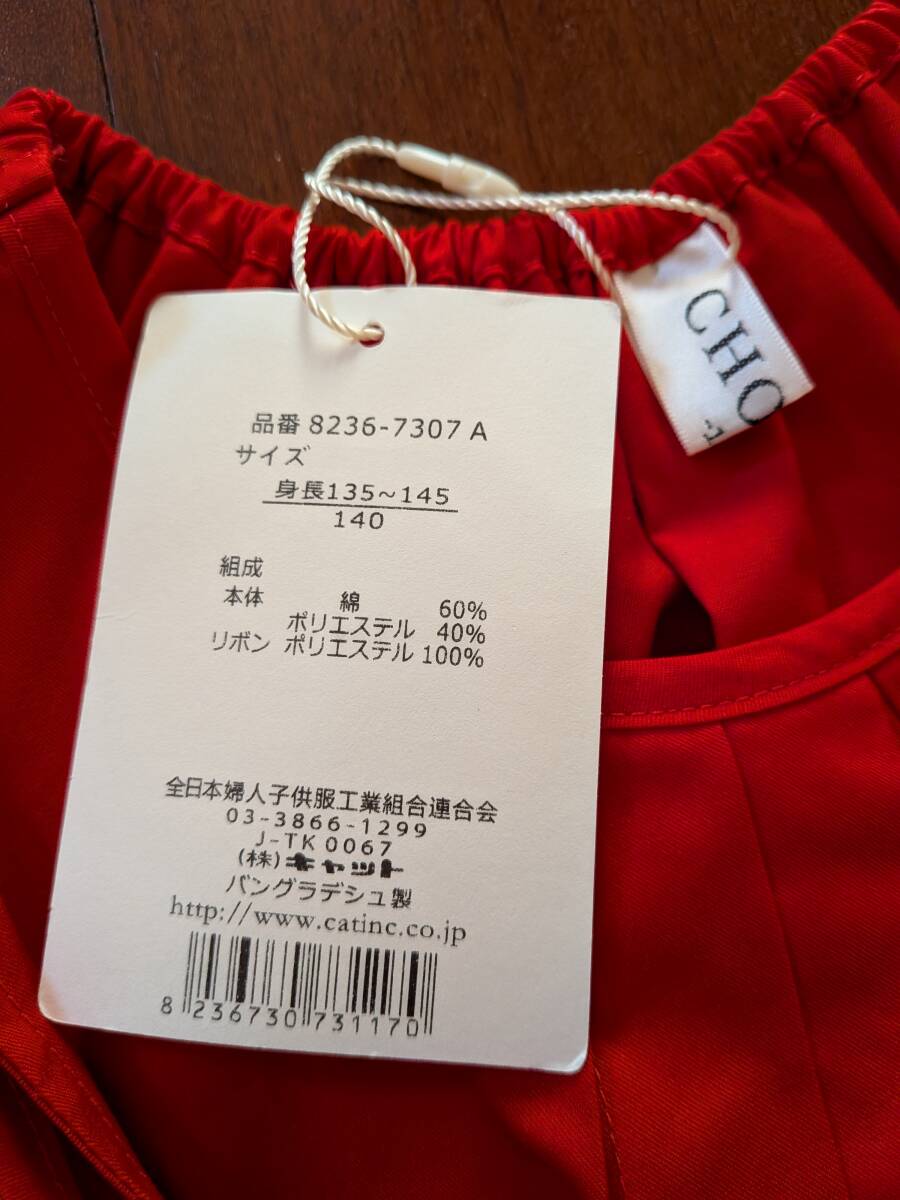 CHO
品番 8236-7307 A
サイズ
身長135~145
140
組成
本体 綿 60%
ポリエステル 40%
リボン ポリエステル 100%
全日本婦人子供服工業組合連合会
03-3866-1299
J-TK 0067
(株)キャット
バングラデシュ製
http://www.catinc.co.jp
8 236730 731170